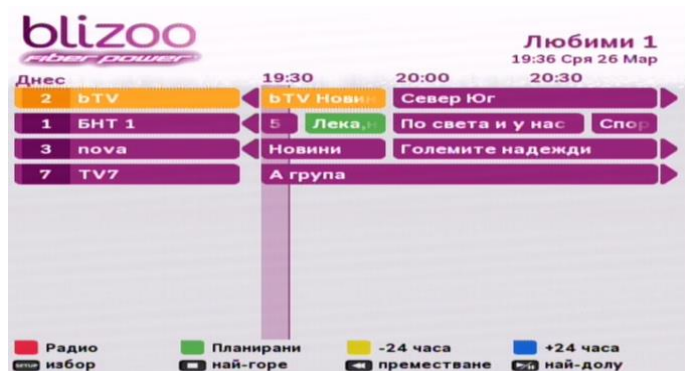 blizoo
fiber power
Любими 1
19:36 Сря 26 Мар
Днес 19:30 20:00 20:30
2 bTV bTV Нови Север Юг
1 БНТ 1 5 Лека, По света и у нас Спор
3 nova Новини Големите надежди
7 TV7 А група
Радио Планирани -24 часа +24 часа
SETUP избор най-горе преместване най-долу